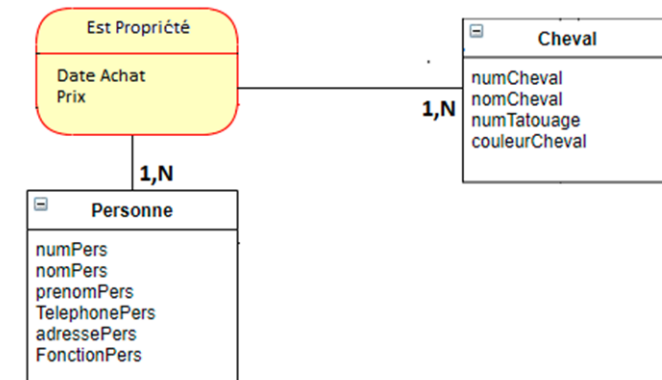 Est Propriété
Date Achat
Prix
Cheval
numCheval
nomCheval
numTatouage
couleurCheval
1,N
1,N
Personne
numPers
nomPers
prenomPers
TelephonePers
adressePers
FonctionPers